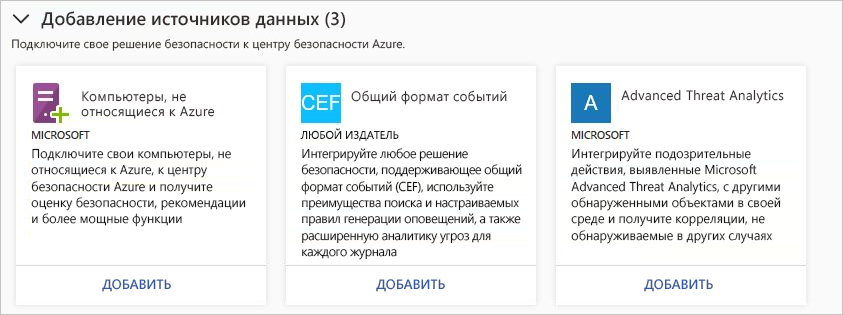 Добавление источников данных (3)
Подключите свое решение безопасности к центру безопасности Azure.
Компьютеры, не
относящиеся к Azure
MICROSOFT
Подключите свои компьютеры, не
относящиеся к Azure, к центру
безопасности Azure и получите
оценку безопасности, рекомендации
и более мощные функции
ДОБАВИТЬ
CEF
Общий формат событий
ЛЮБОЙ ИЗДАТЕЛЬ
Интегрируйте любое решение
безопасности, поддерживающее общий
формат событий (CEF), используйте
преимущества поиска и настраиваемых
правил генерации оповещений, а также
расширенную аналитику угроз для
каждого журнала
ДОБАВИТЬ
A
Advanced Threat Analytics
MICROSOFT
Интегрируйте подозрительные
действия, выявленные Microsoft
Advanced Threat Analytics, с другими
обнаруженными объектами в своей
среде и получите корреляции, не
обнаруживаемые в других случаях
ДОБАВИТЬ